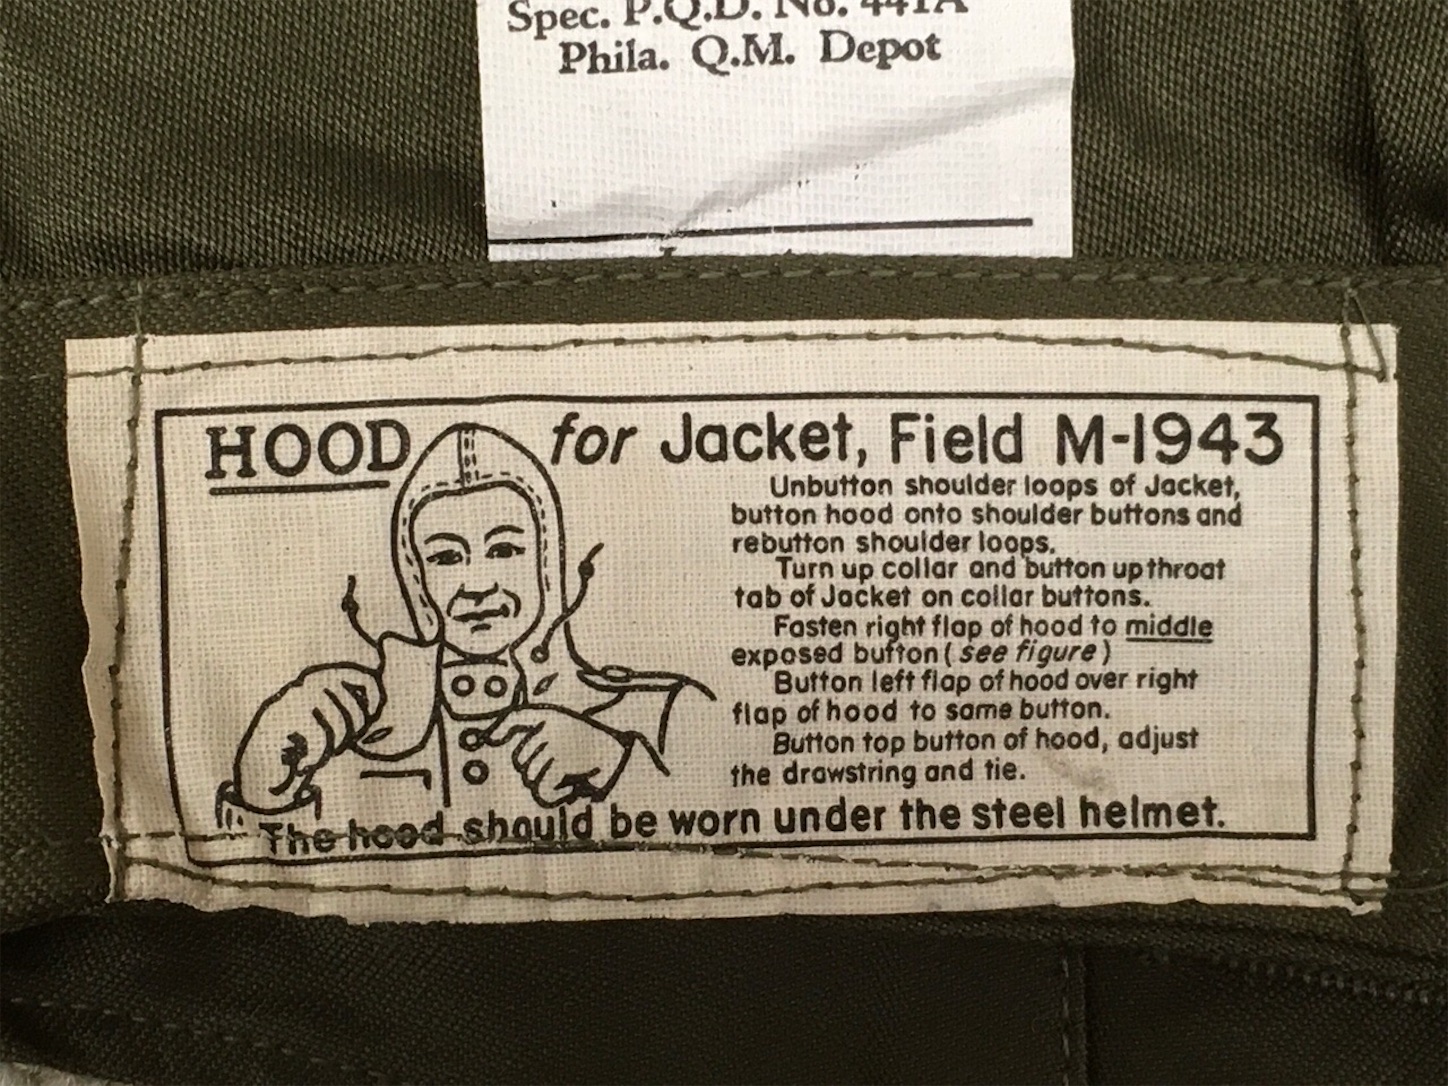 Spec. P.Q.D. No. 441A
Phila. Q.M. Depot
HOOD for Jacket, Field M-1943
Unbutton shoulder loops of Jacket,
button hood onto shoulder buttons and
rebutton shoulder loops.
Turn up collar and button up throat
tab of Jacket on collar buttons.
Fasten right flap of hood to middle
exposed button (see figure)
Button left flap of hood over right
flap of hood to same button.
Button top button of hood, adjust
the drawstring and tie.
The hood should be worn under the steel helmet.